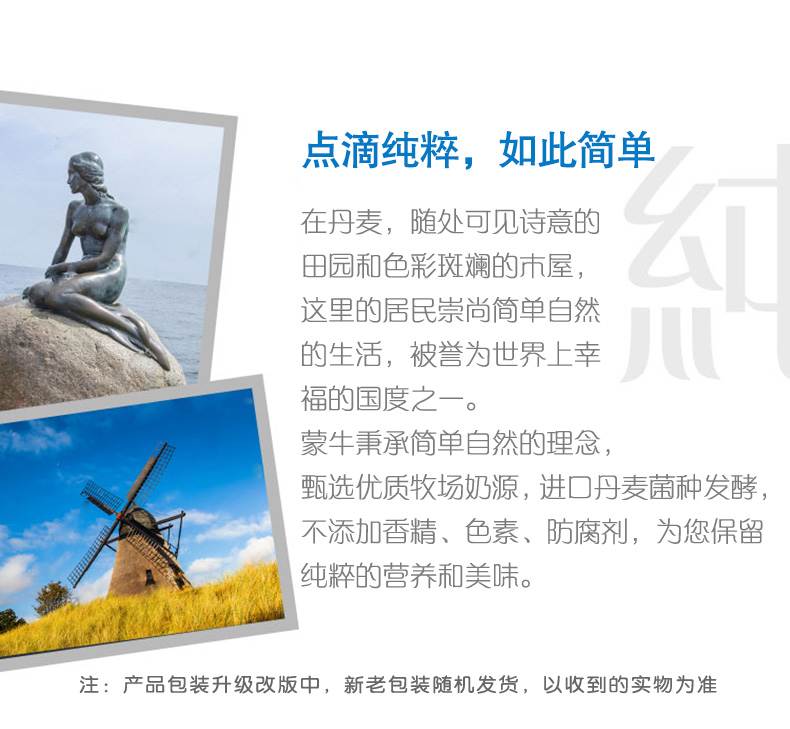 点滴纯粹，如此简单
在丹麦，随处可见诗意的
田园和色彩斑斓的木屋，
这里的居民崇尚简单自然
的生活，被誉为世界上幸
福的国度之一。
蒙牛秉承简单自然的理念，
甄选优质牧场奶源，进口丹麦菌种发酵，
不添加香精、色素、防腐剂，为您保留
纯粹的营养和美味。
純
注：产品包装升级改版中，新老包装随机发货，以收到的实物为准